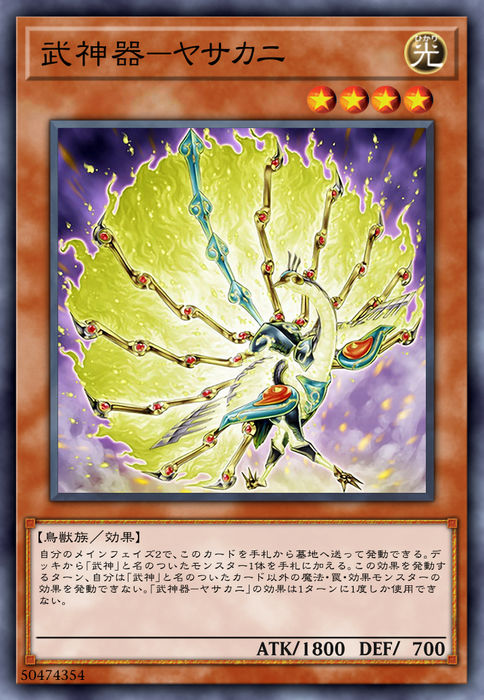 武神器－ヤサカニ
ひかり
光
【鳥獣族／効果】
自分のメインフェイズ2で、このカードを手札から墓地へ送って発動できる。デ
ッキから「武神」と名のついたモンスター1体を手札に加える。この効果を発動す
るターン、自分は「武神」と名のついたカード以外の魔法・罠・効果モンスターの
効果を発動できない。「武神器－ヤサカニ」の効果は1ターンに1度しか使用でき
ない。
ATK/1800 DEF/ 700
50474354